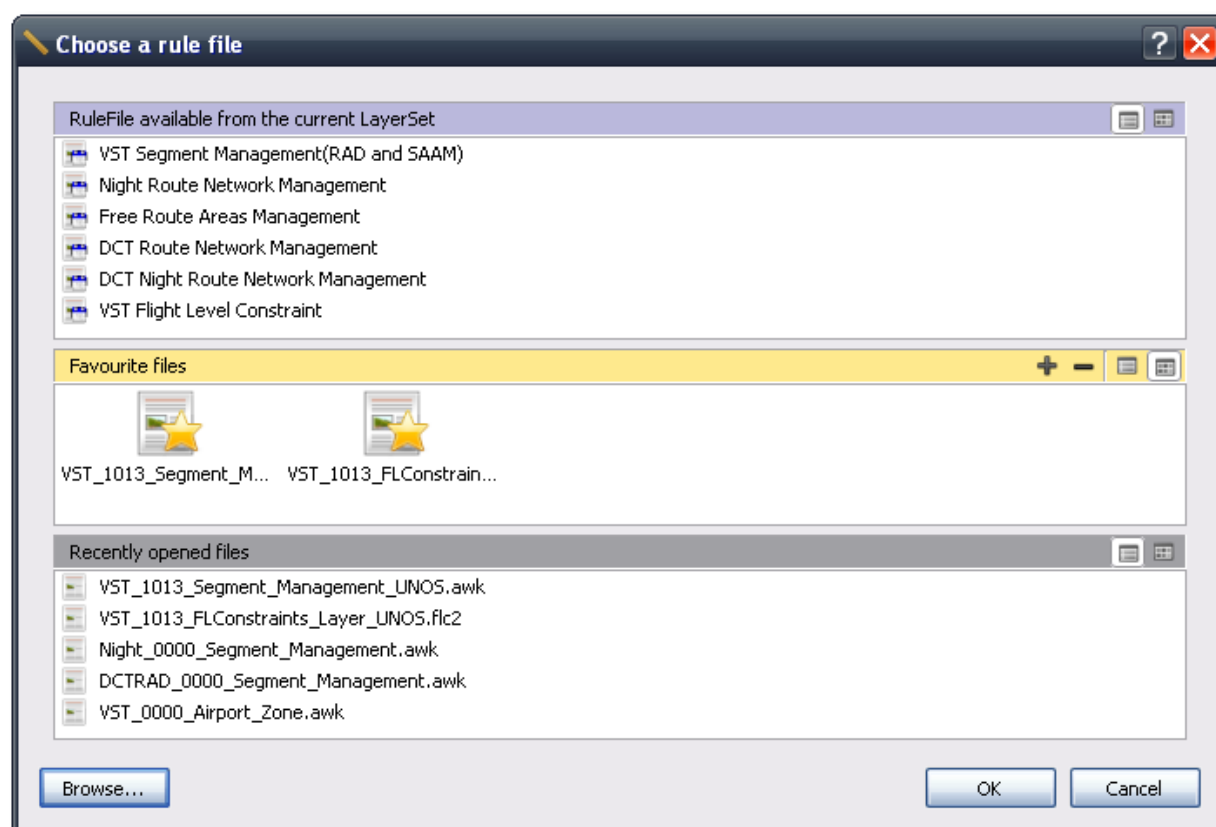 Choose a rule file
RuleFile available from the current LayerSet
VST Segment Management(RAD and SAAM)
Night Route Network Management
Free Route Areas Management
DCT Route Network Management
DCT Night Route Network Management
VST Flight Level Constraint
Favourite files
VST_1013_Segment_M... VST_1013_FLConstrain...
Recently opened files
VST_1013_Segment_Management_UNOS.awk
VST_1013_FLConstraints_Layer_UNOS.flc2
Night_0000_Segment_Management.awk
DCTRAD_0000_Segment_Management.awk
VST_0000_Airport_Zone.awk
Browse... OK Cancel